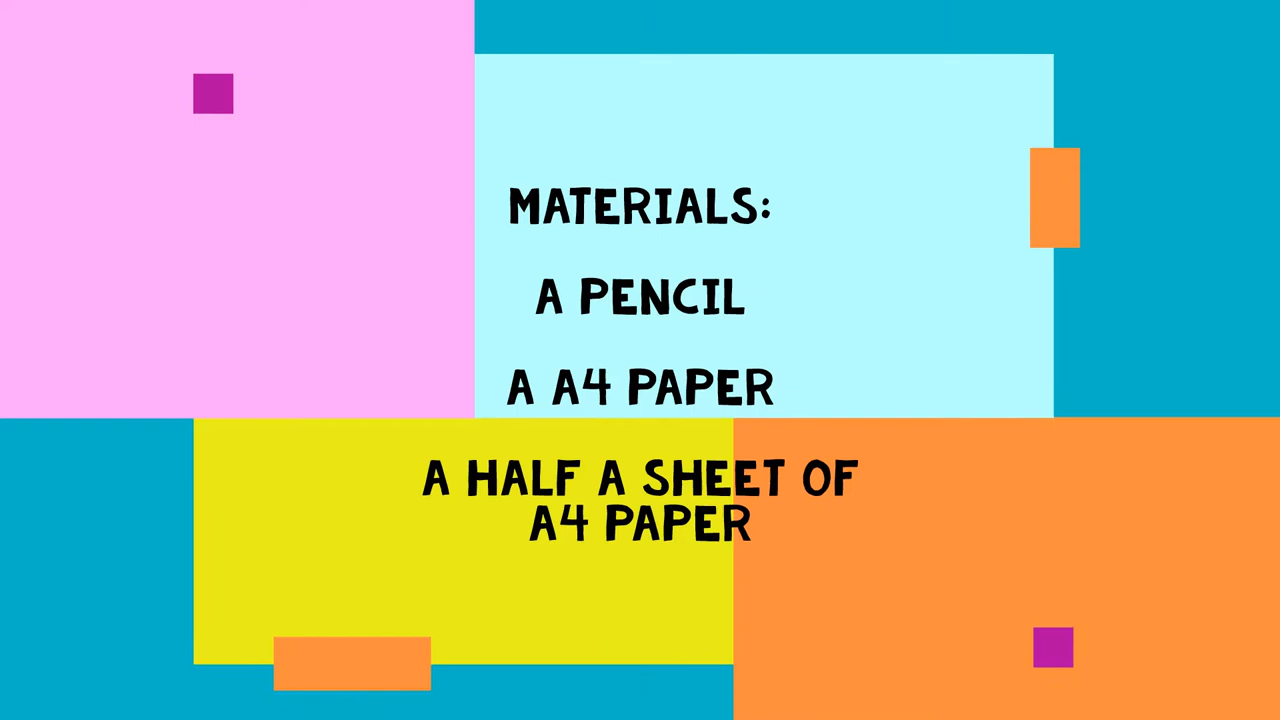 MATERIALS:
A PENCIL
A A4 PAPER
A HALF A SHEET OF
A4 PAPER